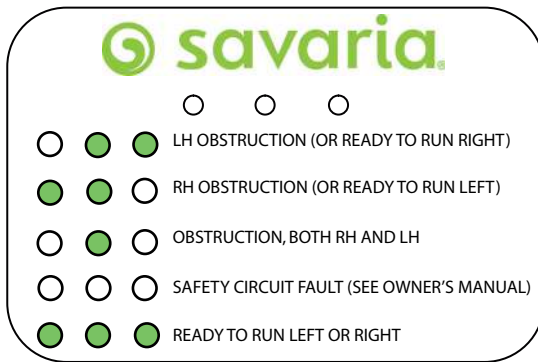 savaria®
LH OBSTRUCTION (OR READY TO RUN RIGHT)
RH OBSTRUCTION (OR READY TO RUN LEFT)
OBSTRUCTION, BOTH RH AND LH
SAFETY CIRCUIT FAULT (SEE OWNER'S MANUAL)
READY TO RUN LEFT OR RIGHT